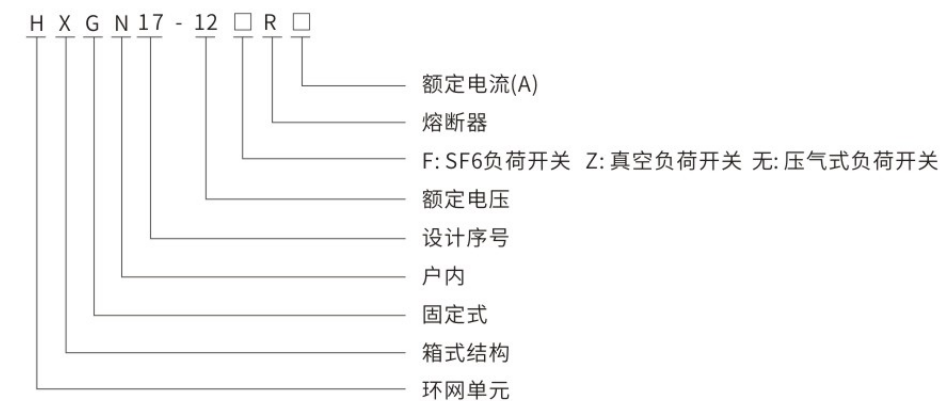 HXGN17-12□R□
额定电流(A)
熔断器
F: SF6负荷开关 Z: 真空负荷开关 无: 压气式负荷开关
额定电压
设计序号
户内
固定式
箱式结构
环网单元